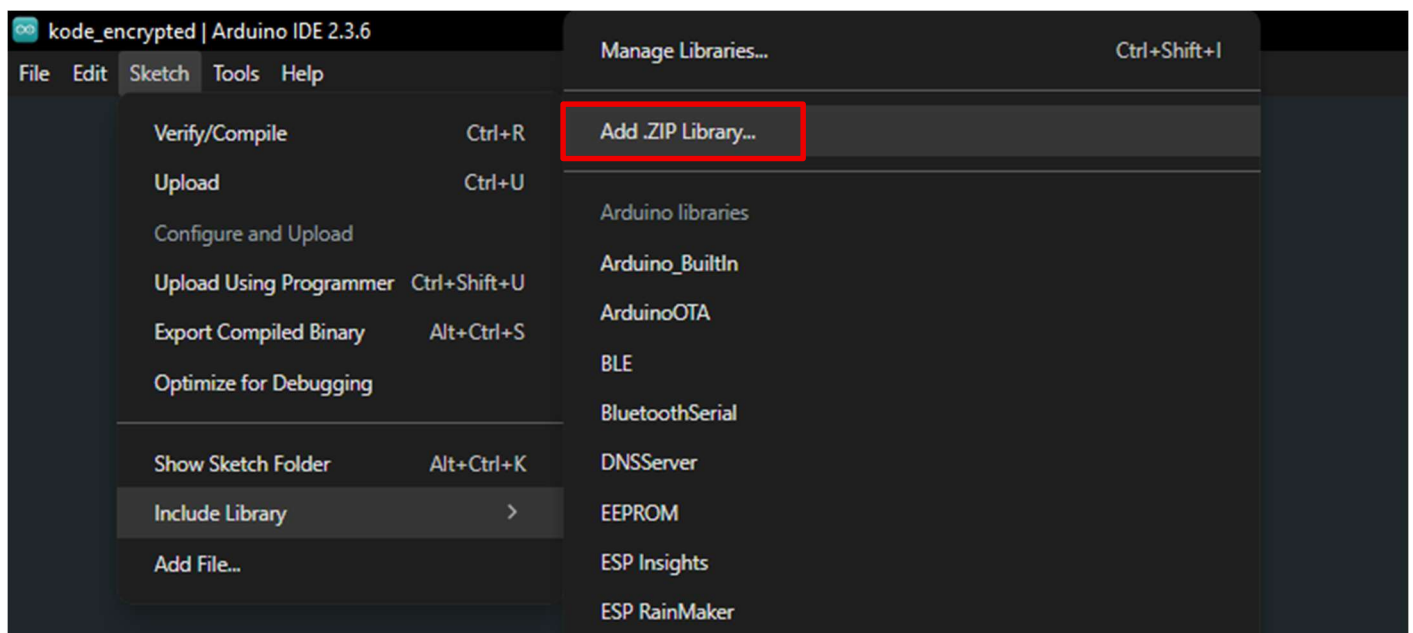 kode_encrypted | Arduino IDE 2.3.6
File Edit Sketch Tools Help
Verify/Compile Ctrl+R
Upload Ctrl+U
Configure and Upload
Upload Using Programmer Ctrl+Shift+U
Export Compiled Binary Alt+Ctrl+S
Optimize for Debugging
Show Sketch Folder Alt+Ctrl+K
Include Library >
Add File...
Manage Libraries... Ctrl+Shift+I
Add .ZIP Library...
Arduino libraries
Arduino_BuiltIn
ArduinoOTA
BLE
BluetoothSerial
DNSServer
EEPROM
ESP Insights
ESP RainMaker